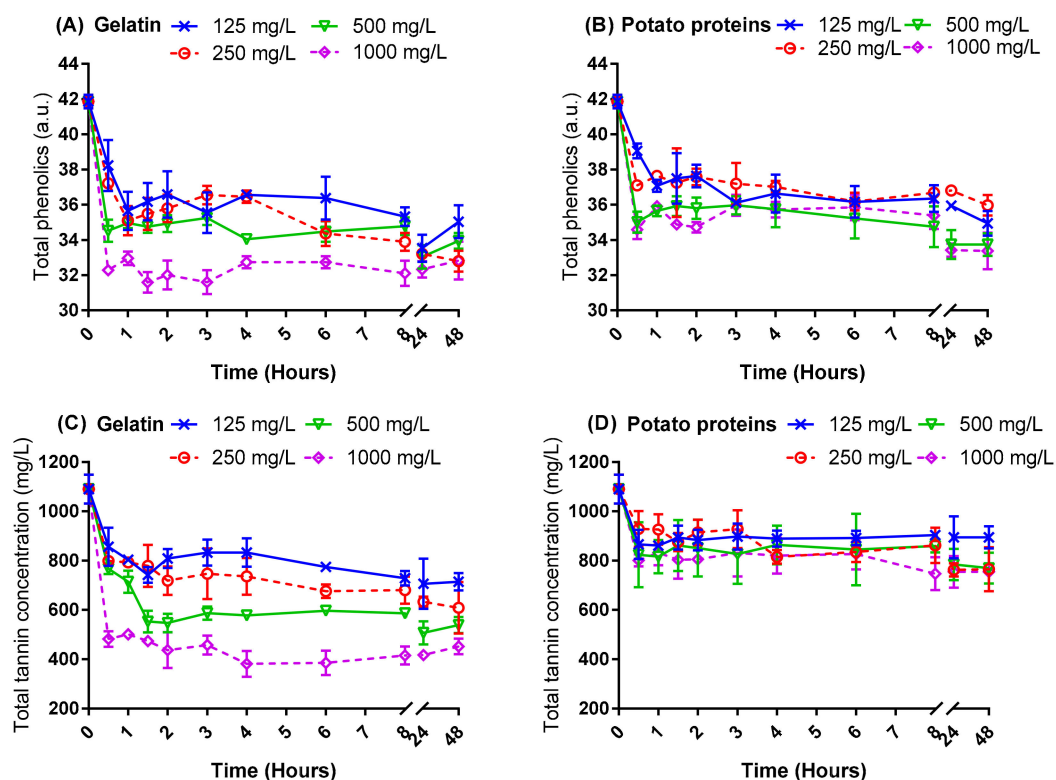 (A) Gelatin 125 mg/L 500 mg/L
250 mg/L 1000 mg/L
Total phenolics (a.u.)
44
42
40
38
36
34
32
30
0 1 2 3 4 5 6 7 8 24 48
Time (Hours)
(B) Potato proteins 125 mg/L 500 mg/L
250 mg/L 1000 mg/L
Total phenolics (a.u.)
44
42
40
38
36
34
32
30
0 1 2 3 4 5 6 7 8 24 48
Time (Hours)
(C) Gelatin 125 mg/L 500 mg/L
250 mg/L 1000 mg/L
Total tannin concentration (mg/L)
1200
1000
800
600
400
200
0 1 2 3 4 5 6 7 8 24 48
Time (Hours)
(D) Potato proteins 125 mg/L 500 mg/L
250 mg/L 1000 mg/L
Total tannin concentration (mg/L)
1200
1000
800
600
400
200
0 1 2 3 4 5 6 7 8 24 48
Time (Hours)